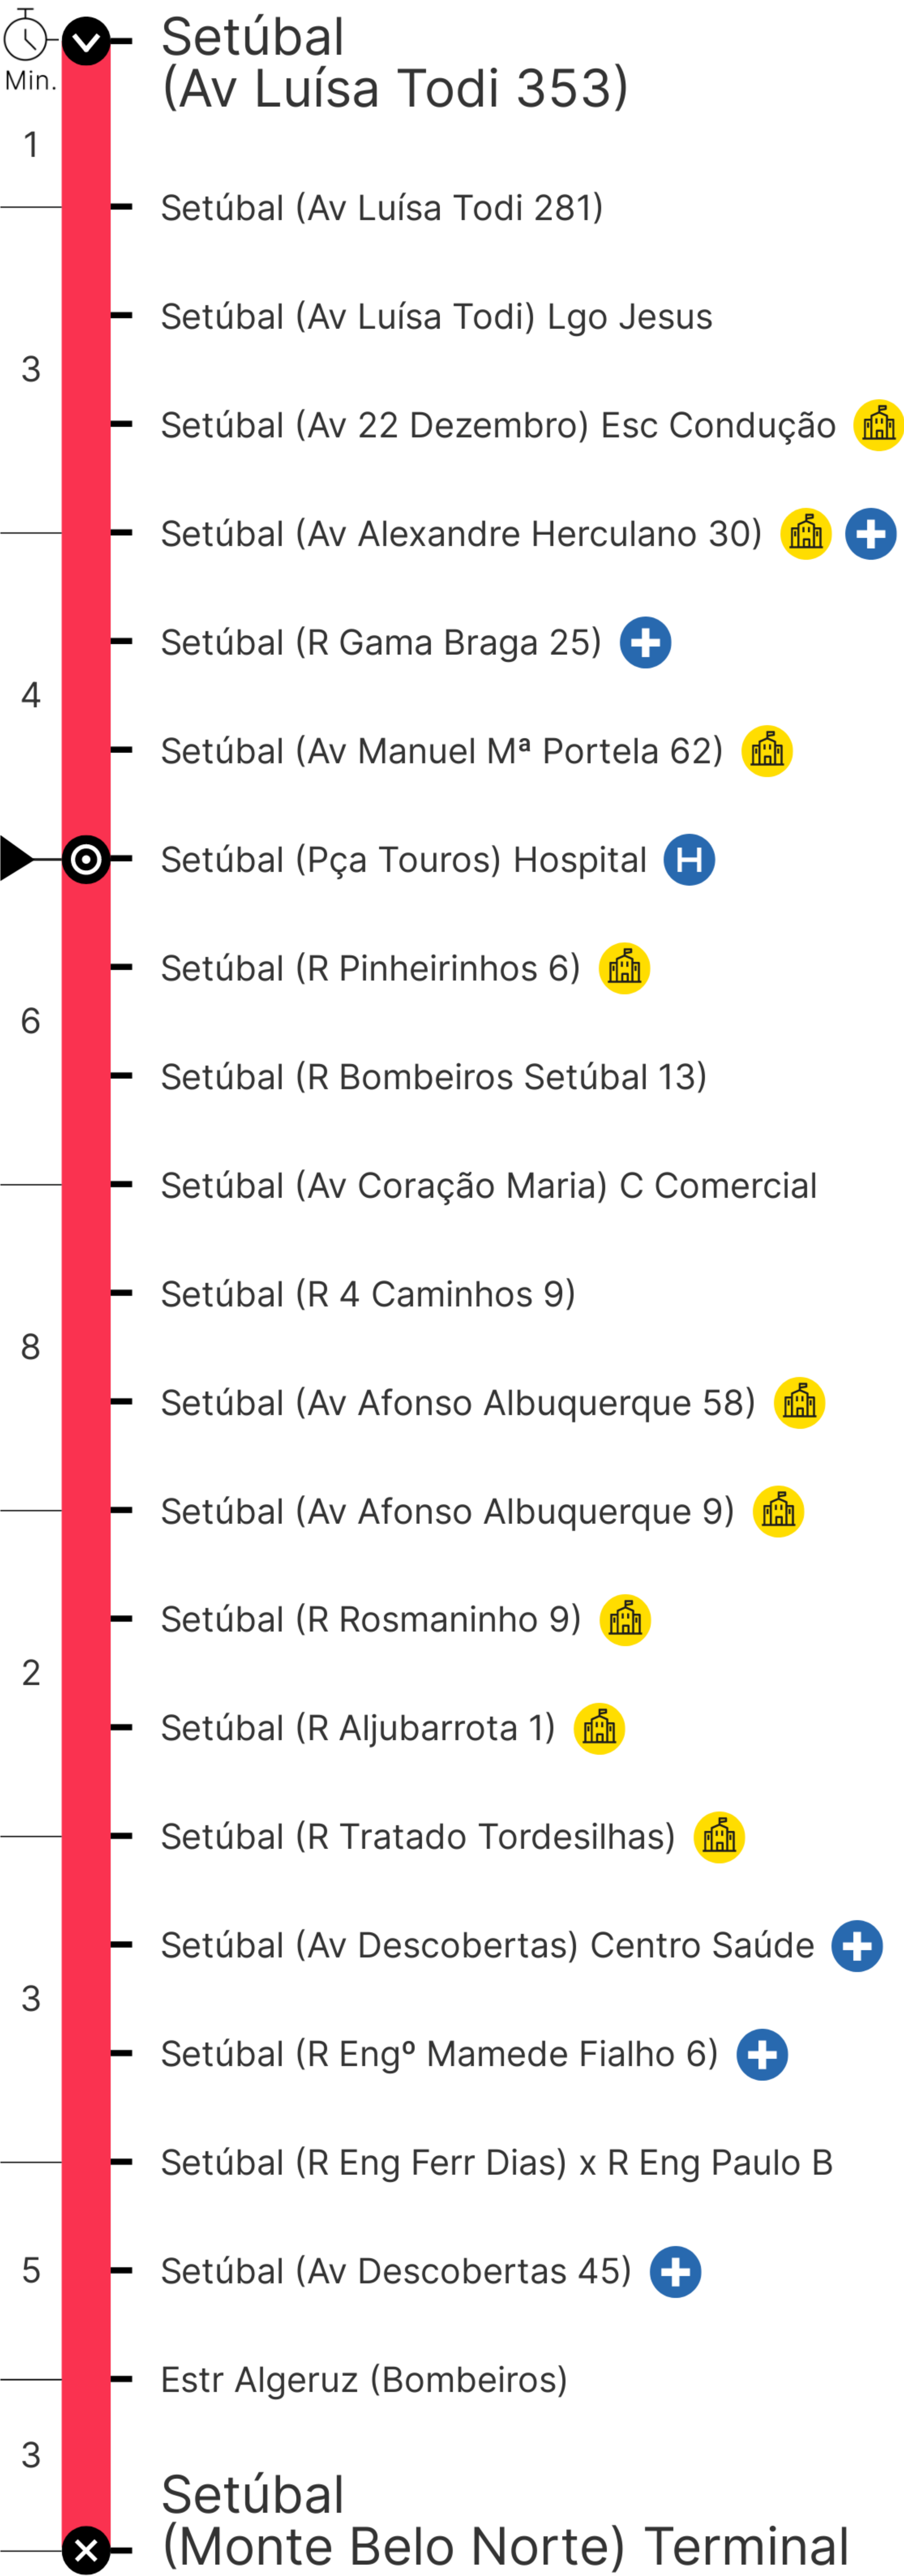 Setúbal
(Av Luísa Todi 353)
Min.
1
Setúbal (Av Luísa Todi 281)
Setúbal (Av Luísa Todi) Lgo Jesus
3
Setúbal (Av 22 Dezembro) Esc Condução
Setúbal (Av Alexandre Herculano 30)
Setúbal (R Gama Braga 25)
4
Setúbal (Av Manuel Mª Portela 62)
Setúbal (Pça Touros) Hospital H
Setúbal (R Pinheirinhos 6)
6
Setúbal (R Bombeiros Setúbal 13)
Setúbal (Av Coração Maria) C Comercial
Setúbal (R 4 Caminhos 9)
8
Setúbal (Av Afonso Albuquerque 58)
Setúbal (Av Afonso Albuquerque 9)
Setúbal (R Rosmaninho 9)
2
Setúbal (R Aljubarrota 1)
Setúbal (R Tratado Tordesilhas)
Setúbal (Av Descobertas) Centro Saúde
3
Setúbal (R Engº Mamede Fialho 6)
Setúbal (R Eng Ferr Dias) x R Eng Paulo B
5
Setúbal (Av Descobertas 45)
Estr Algeruz (Bombeiros)
3
Setúbal
(Monte Belo Norte) Terminal